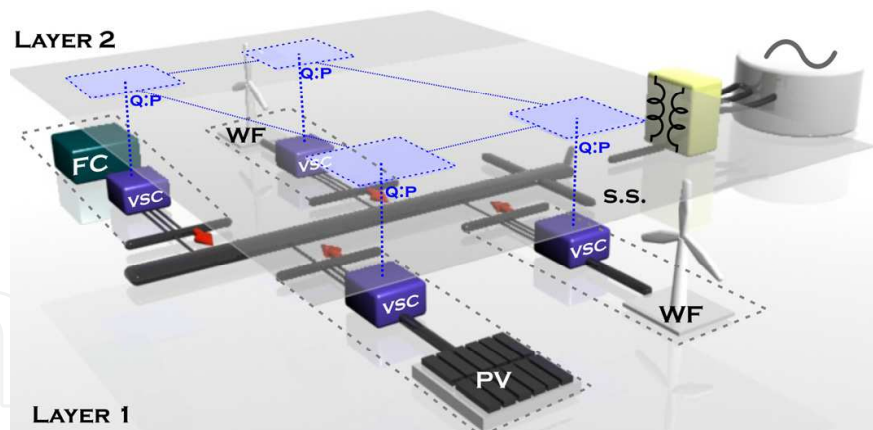 LAYER 2
Q:P
Q:P
WF
FC
VSC
VSC
Q:P
Q:P
S.S.
VSC
VSC
WF
PV
LAYER 1